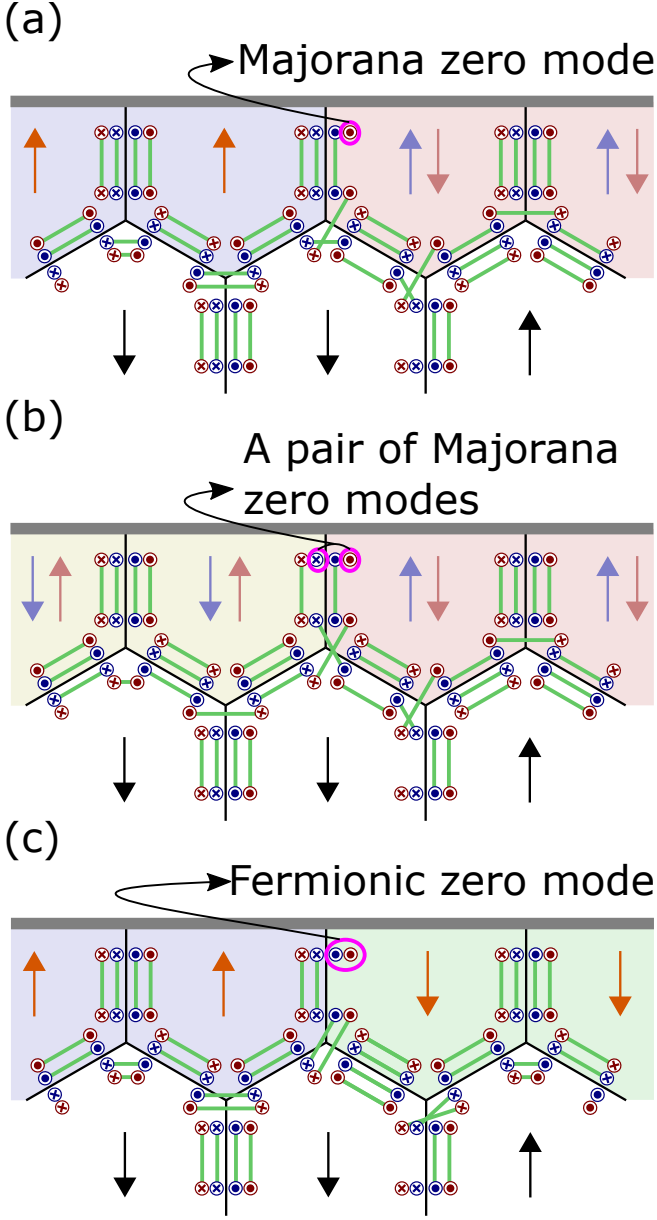 (a)
Majorana zero mode
(b)
A pair of Majorana
zero modes
(c)
Fermionic zero mode